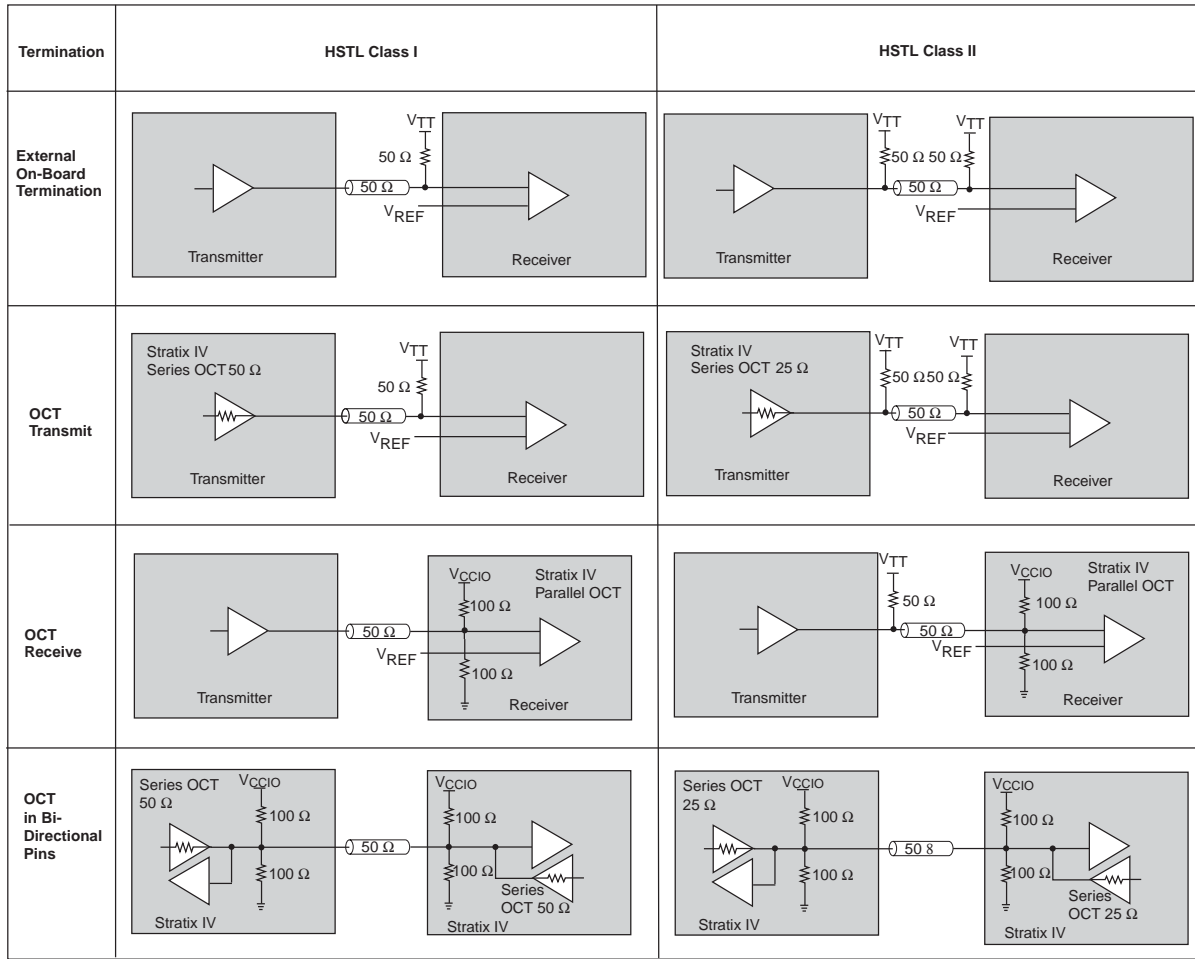 Termination
HSTL Class I
HSTL Class II
External
On-Board
Termination
VTT
50 Ω
50 Ω
VREF
Transmitter
Receiver
VTT
VTT
50 Ω 50 Ω
50 Ω
VREF
Transmitter
Receiver
OCT
Transmit
Stratix IV
Series OCT 50 Ω
VTT
50 Ω
50 Ω
VREF
Transmitter
Receiver
Stratix IV
Series OCT 25 Ω
VTT
VTT
50 Ω 50 Ω
50 Ω
VREF
Transmitter
Receiver
OCT
Receive
VCCIO
Stratix IV
Parallel OCT
100 Ω
50 Ω
VREF
100 Ω
Transmitter
Receiver
VTT
50 Ω
VCCIO
Stratix IV
Parallel OCT
100 Ω
50 Ω
VREF
100 Ω
Transmitter
Receiver
OCT
in Bi-
Directional
Pins
Series OCT
50 Ω
VCCIO
100 Ω
100 Ω
Stratix IV
50 Ω
VCCIO
100 Ω
100 Ω
Series
OCT 50 Ω
Stratix IV
Series OCT
25 Ω
VCCIO
100 Ω
100 Ω
Stratix IV
50 8
VCCIO
100 Ω
100 Ω
Series
OCT 25 Ω
Stratix IV